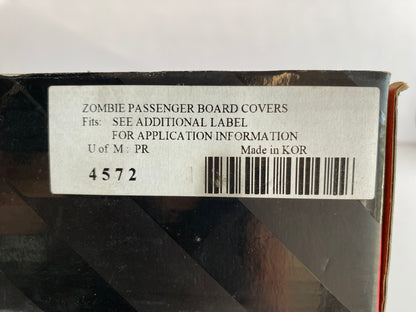 ZOMBIE PASSENGER BOARD COVERS
Fits: SEE ADDITIONAL LABEL
FOR APPLICATION INFORMATION
U of M : PR Made in KOR
4572